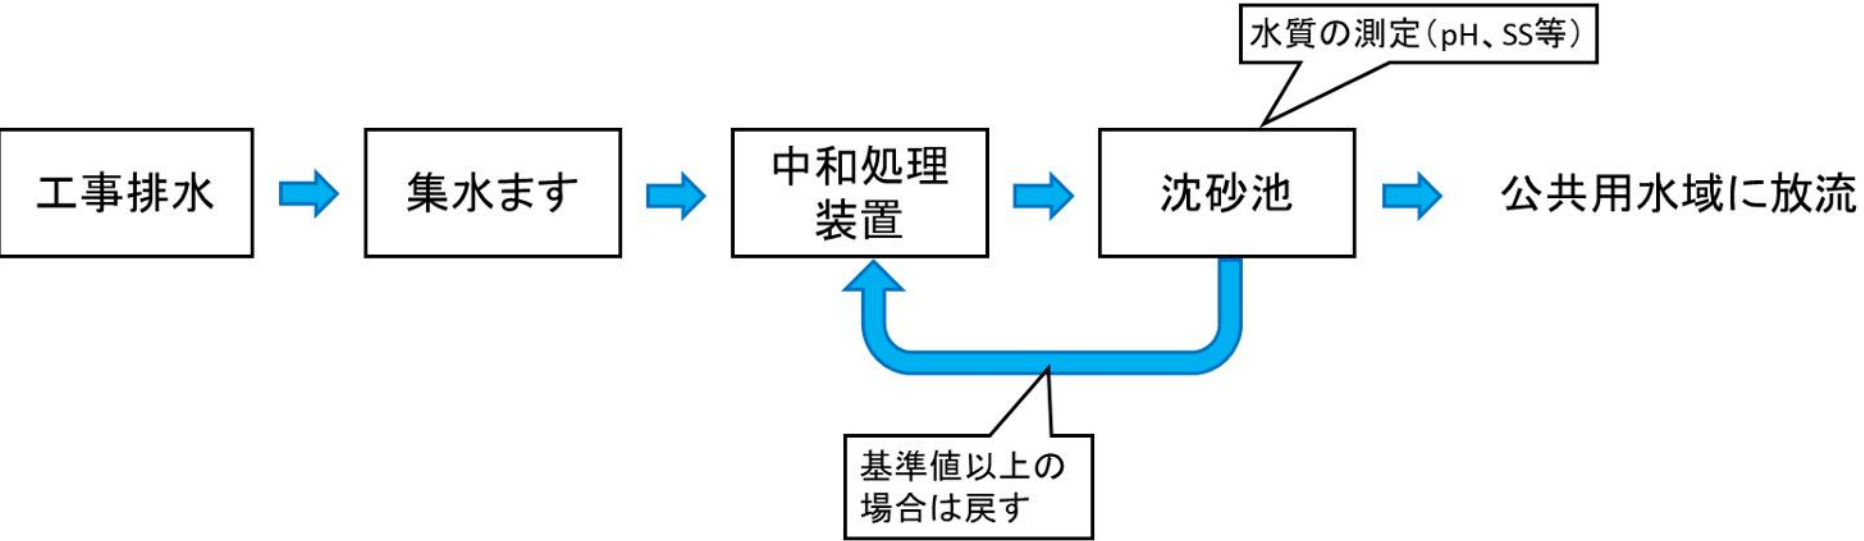 水質の測定（pH、SS等）
工事排水
集水ます
中和処理
装置
沈砂池
公共用水域に放流
基準値以上の
場合は戻す